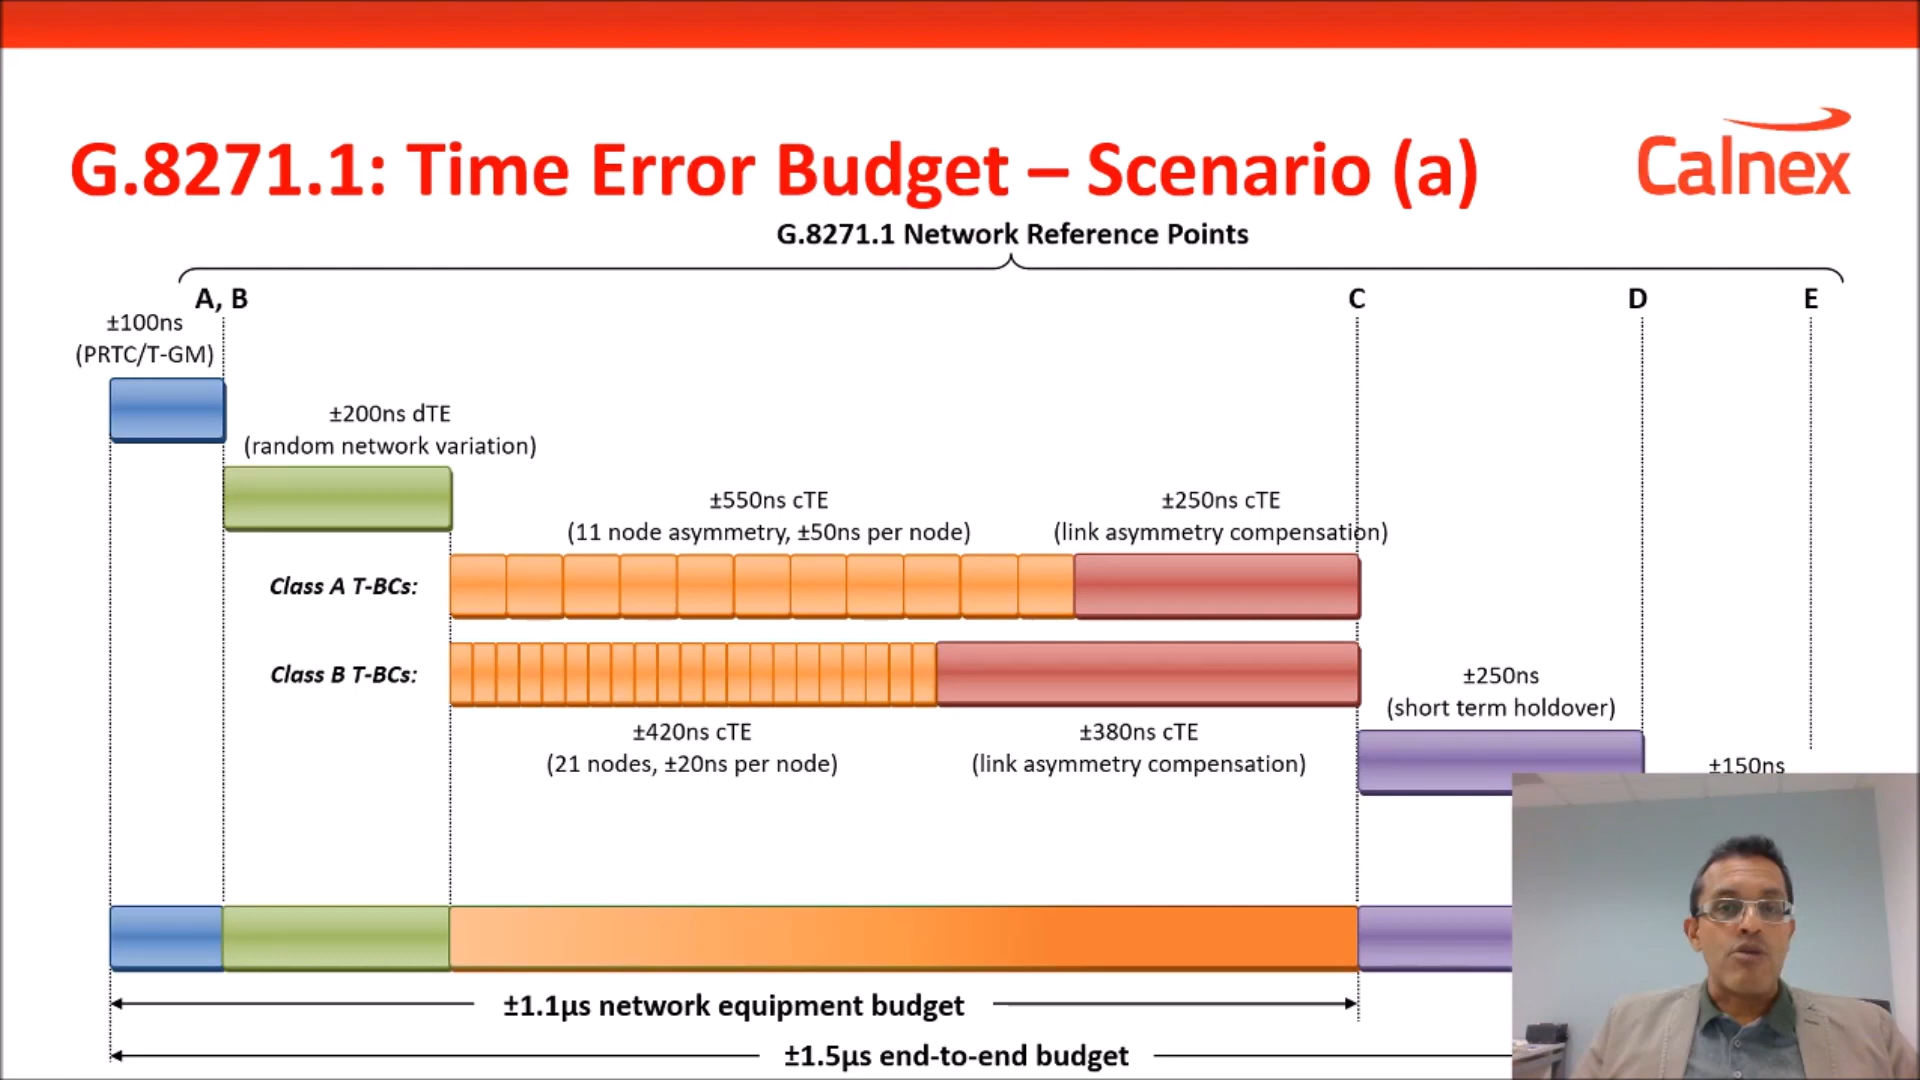 G.8271.1: Time Error Budget – Scenario (a)
Calnex
G.8271.1 Network Reference Points
A, B
C
D
E
±100ns
(PRTC/T-GM)
±200ns dTE
(random network variation)
±550ns cTE
(11 node asymmetry, ±50ns per node)
±250ns cTE
(link asymmetry compensation)
Class A T-BCs:
Class B T-BCs:
±420ns cTE
(21 nodes, ±20ns per node)
±380ns cTE
(link asymmetry compensation)
±250ns
(short term holdover)
±150ns
±1.1µs network equipment budget
±1.5µs end-to-end budget